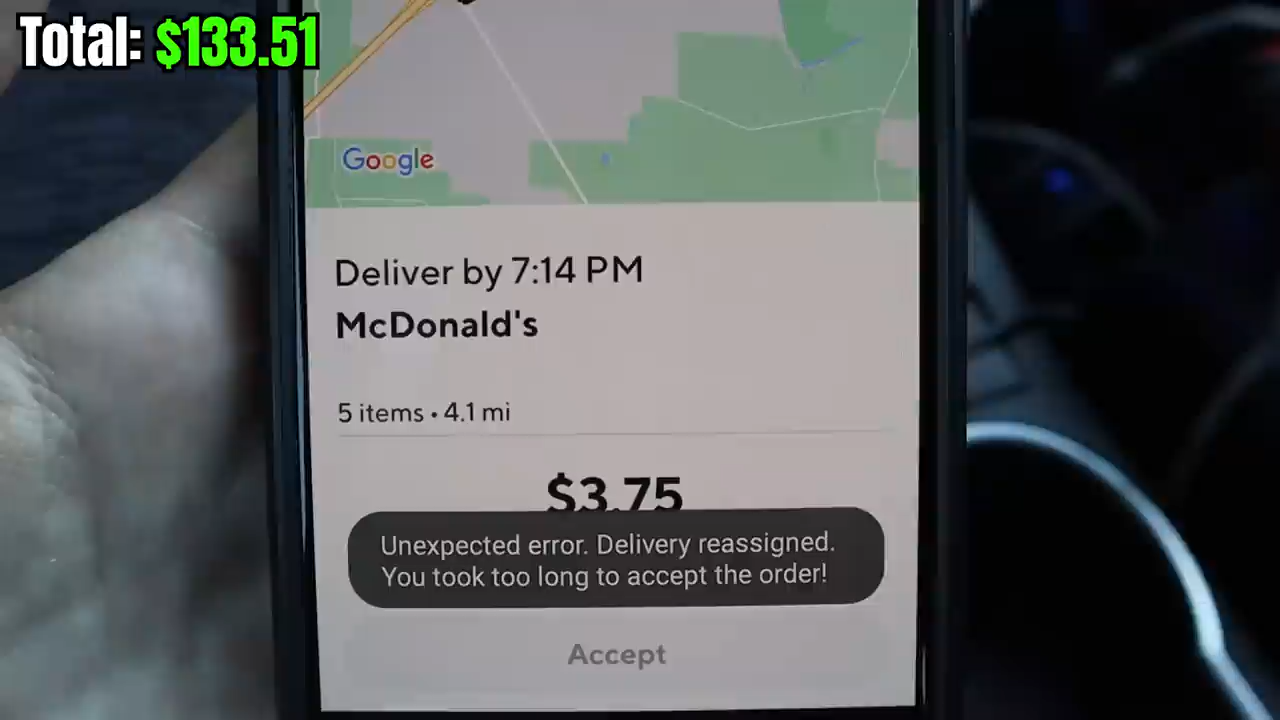 Total: $133.51
Google
Deliver by 7:14 PM
McDonald's
5 items • 4.1 mi
$3.75
Unexpected error. Delivery reassigned.
You took too long to accept the order!
Accept